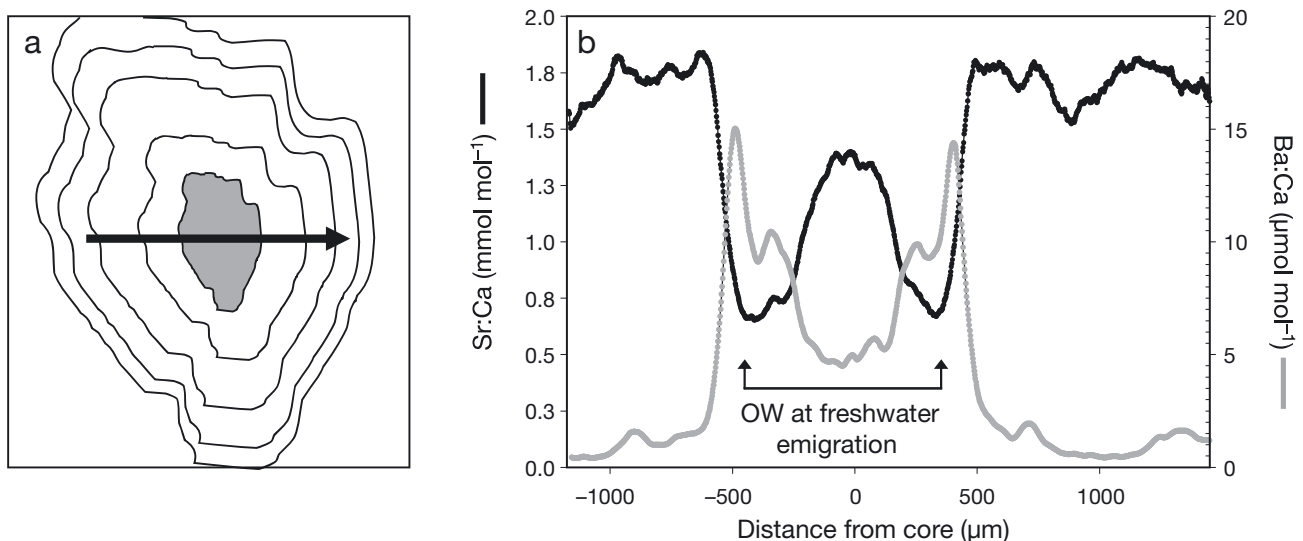 a
b
Sr:Ca (mmol mol⁻¹)
2.0
1.8
1.5
1.3
1.0
0.8
0.5
0.3
0.0
20
15
10
5
0
Ba:Ca (µmol mol⁻¹)
OW at freshwater
emigration
−1000
−500
0
500
1000
Distance from core (µm)